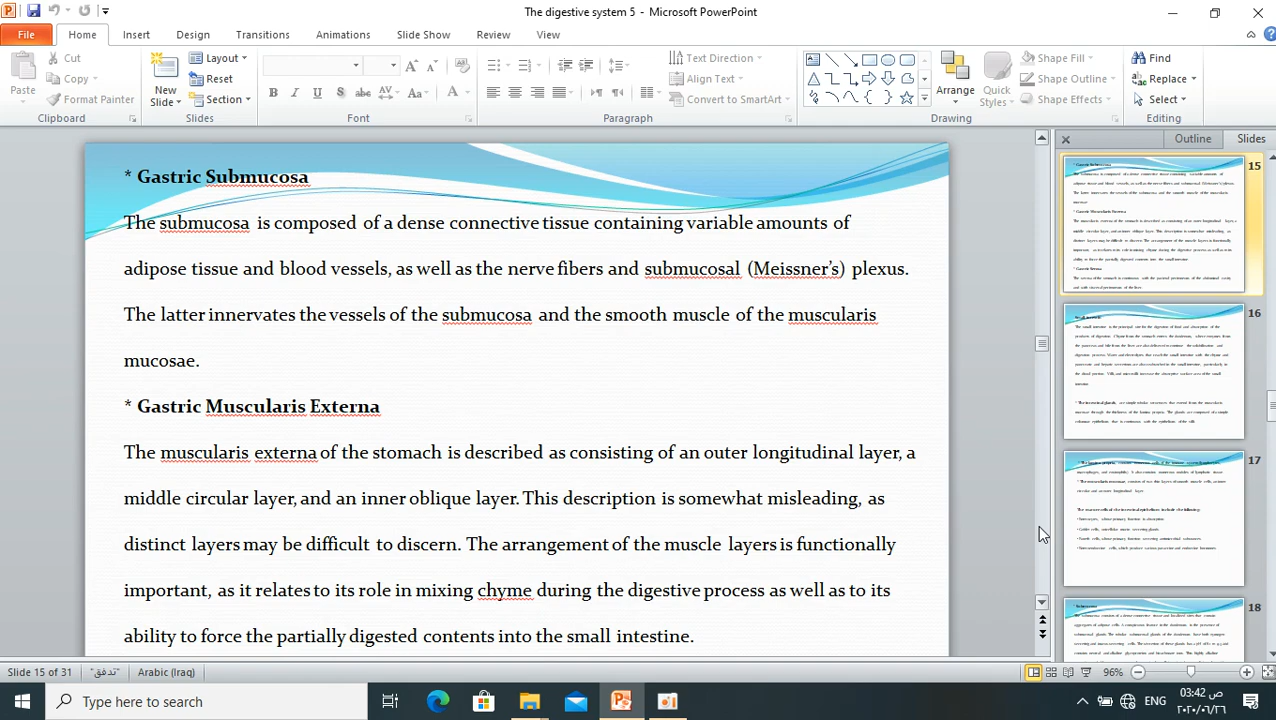 The digestive system 5 - Microsoft PowerPoint
File Home Insert Design Transitions Animations Slide Show Review View
Cut
Copy
Format Painter
Paste
Clipboard
New Slide
Layout
Reset
Section
Slides
Font
Text Direction
Align Text
Convert to SmartArt
Paragraph
Arrange
Quick Styles
Shape Fill
Shape Outline
Shape Effects
Drawing
Find
Replace
Select
Editing
* Gastric Submucosa
The submucosa is composed of a dense connective tissue containing variable amounts of
adipose tissue and blood vessels, as well as the nerve fibers and submucosal (Meissner's) plexus.
The latter innervates the vessels of the submucosa and the smooth muscle of the muscularis
mucosae.
* Gastric Muscularis Externa
The muscularis externa of the stomach is described as consisting of an outer longitudinal layer, a
middle circular layer, and an inner oblique layer. This description is somewhat misleading, as
distinct layers may be difficult to discern. The arrangement of the muscle layers is functionally
important, as it relates to its role in mixing chyme during the digestive process as well as to its
ability to force the partially digested contents into the small intestine.
Outline Slides
15
16
17
18
Slide 15 of 31
تدفق
Arabic (Iraq)
96%
Type here to search
ENG
03:42 ص
٢٠٢٠/٠٦/٢٦